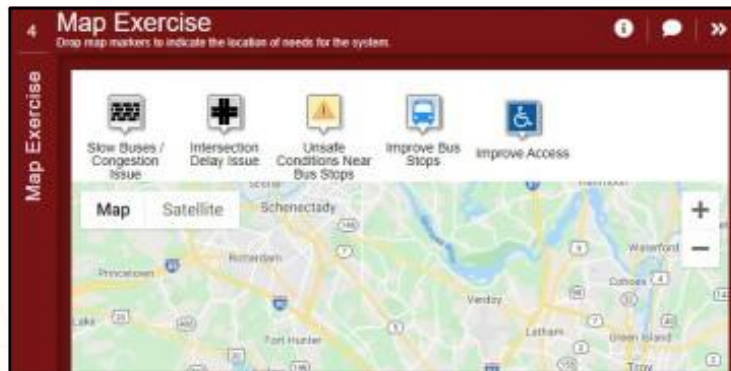 4
Map Exercise
Drop map markers to indicate the location of needs for the system.
Map Exercise
Slow Buses /
Congestion
Issue
Intersection
Delay Issue
Unsafe
Conditions Near
Bus Stops
Improve Bus
Stops
Improve Access
Map Satellite
Schenectady
Rotterdam
Princetown
Waterford
Cohoes
Verdoy
Lake
Fort Hunter
Latham
Green Island
Troy